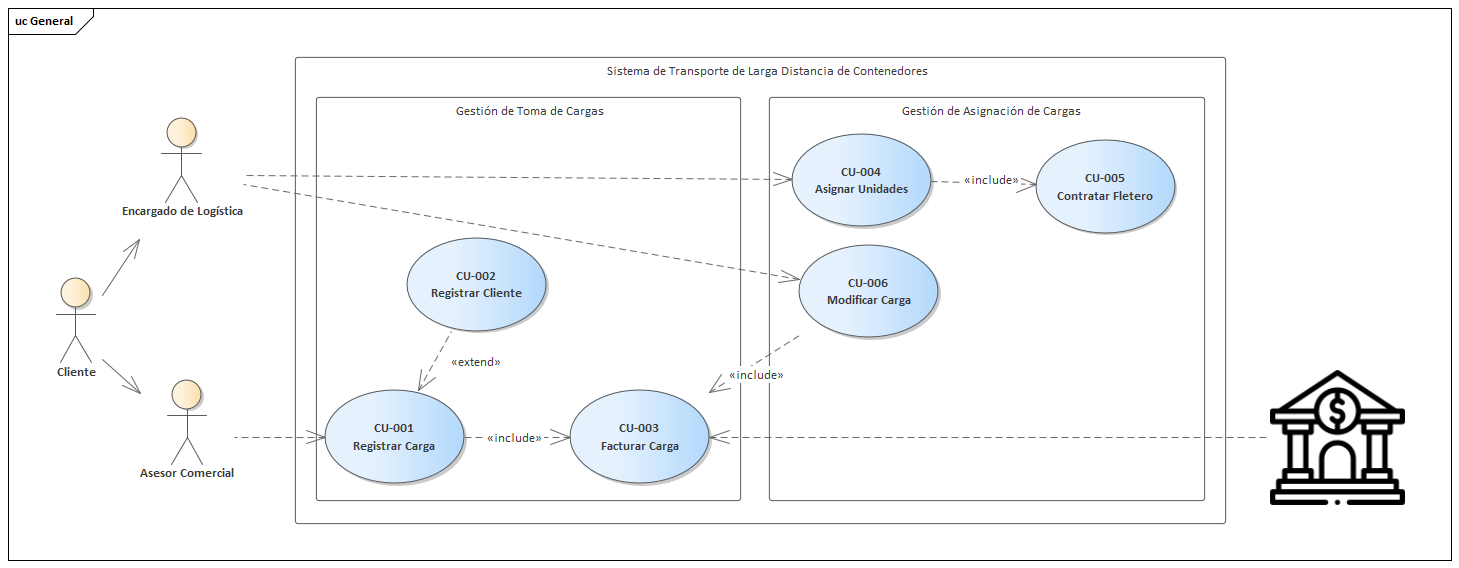 uc General
Sistema de Transporte de Larga Distancia de Contenedores
Gestión de Toma de Cargas
Gestión de Asignación de Cargas
Encargado de Logística
CU-004
Asignar Unidades
«include»
CU-005
Contratar Fletero
CU-002
Registrar Cliente
CU-006
Modificar Carga
Cliente
«extend»
«include»
Asesor Comercial
CU-001
Registrar Carga
«include»
CU-003
Facturar Carga
$